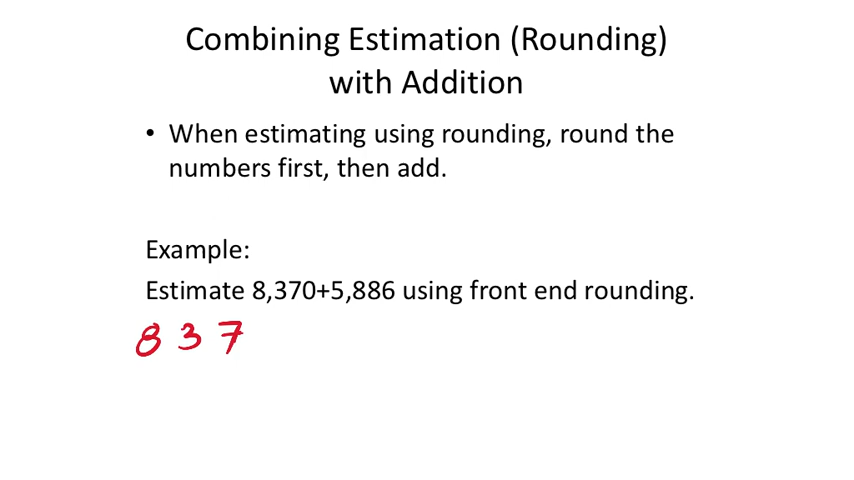 Combining Estimation (Rounding)
with Addition
• When estimating using rounding, round the
numbers first, then add.
Example:
Estimate 8,370+5,886 using front end rounding.
8 3 7